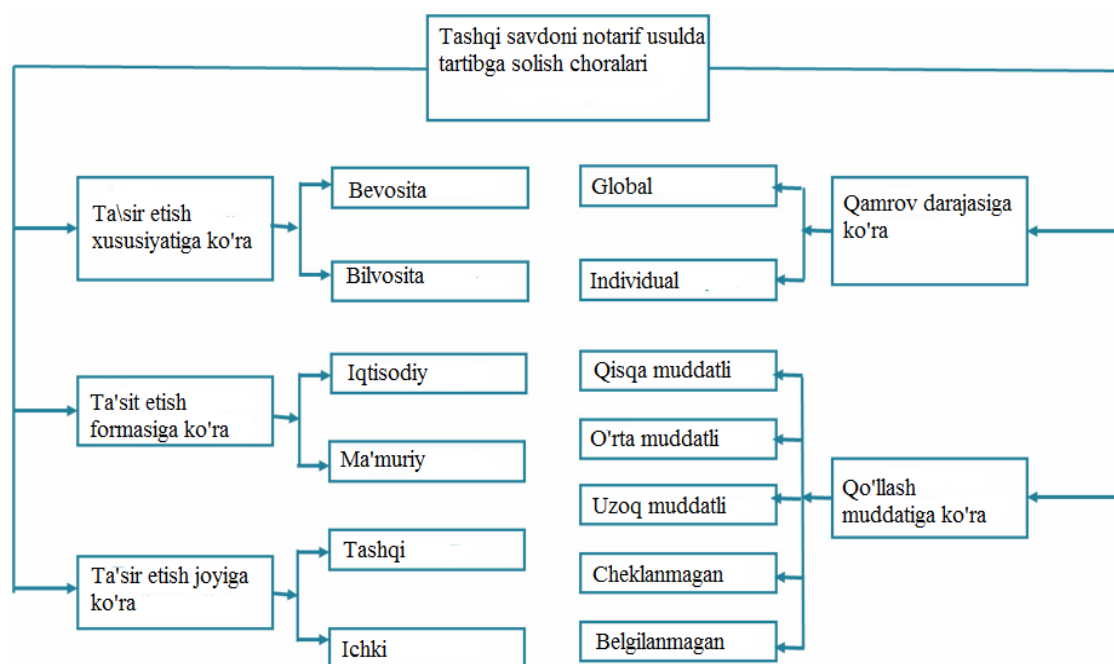 Tashqi savdoni notarif usulda
tartibga solish choralari
Ta\sir etish
xususiyatiga ko'ra
Bevosita
Bilvosita
Global
Individual
Qamrov darajasiga
ko'ra
Ta'sit etish
formasiga ko'ra
Iqtisodiy
Ma'muriy
Qisqa muddatli
O'rta muddatli
Uzoq muddatli
Cheklanmagan
Belgilanmagan
Qo'llash
muddatiga ko'ra
Ta'sir etish joyiga
ko'ra
Tashqi
Ichki